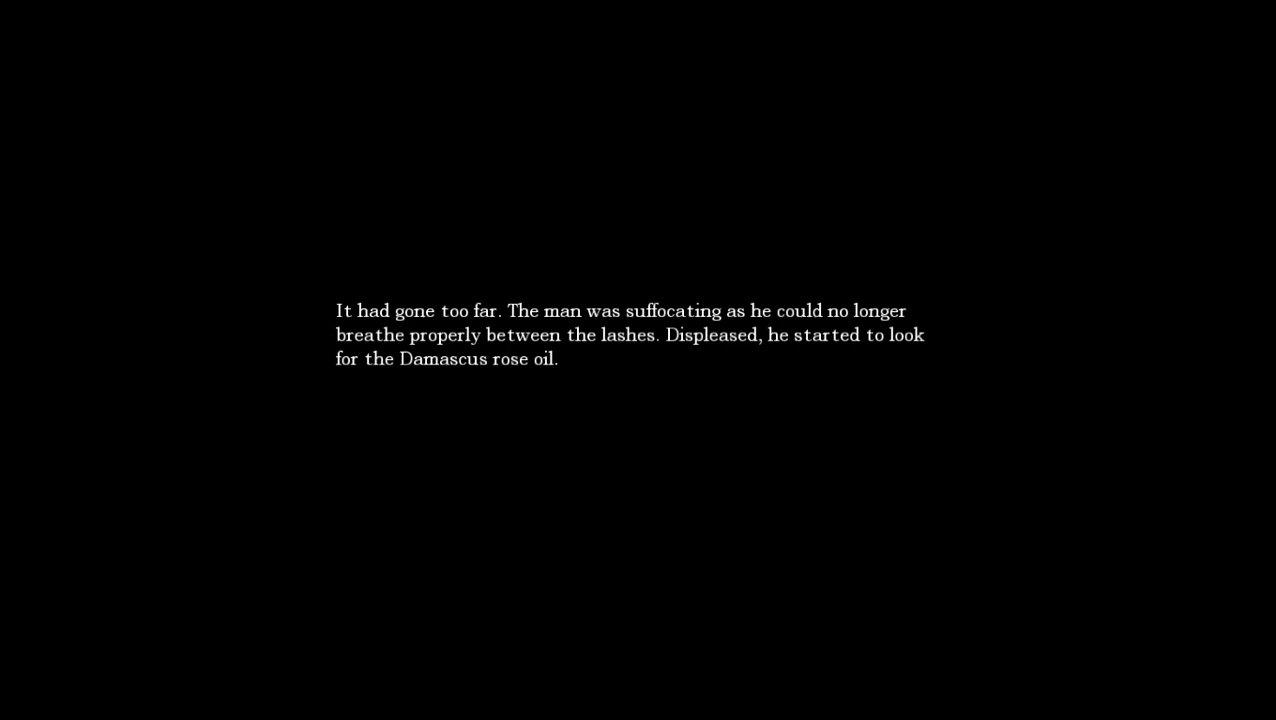 It had gone too far. The man was suffocating as he could no longer
breathe properly between the lashes. Displeased, he started to look
for the Damascus rose oil.